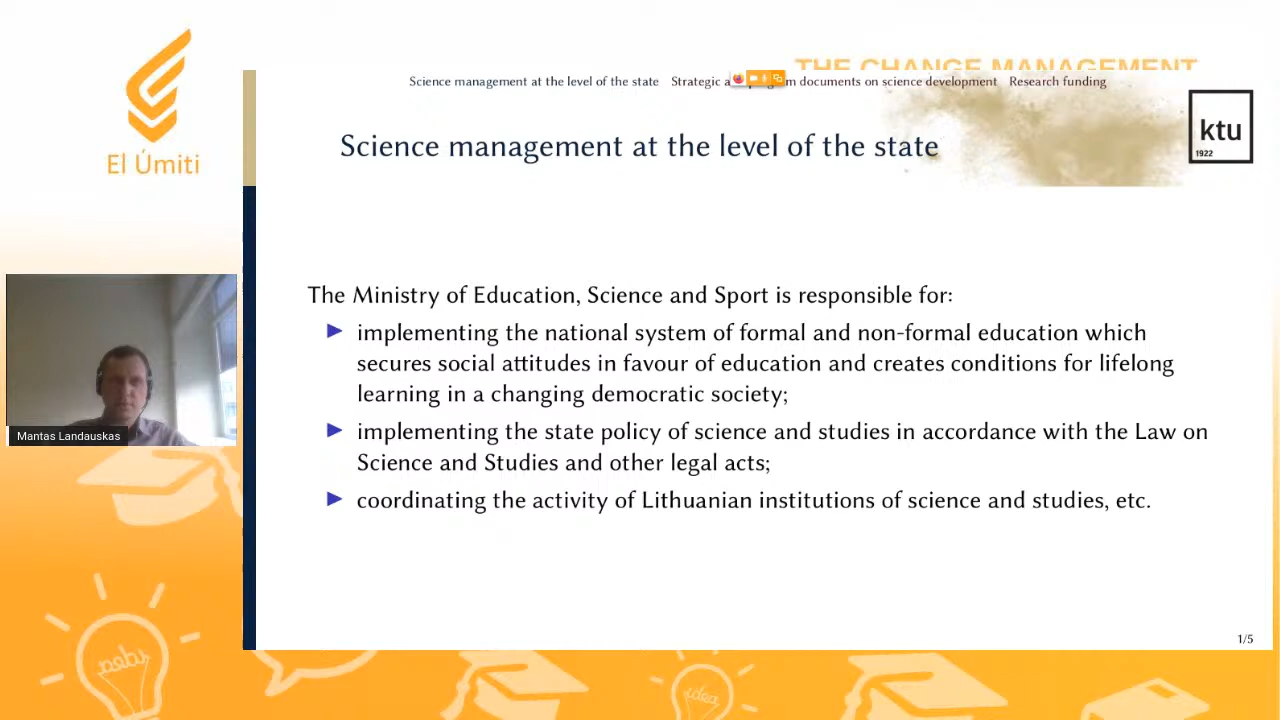 THE CHANGE MANAGEMENT
Science management at the level of the state Strategic a m documents on science development Research funding
El Úmiti
Science management at the level of the state
ktu
1922
The Ministry of Education, Science and Sport is responsible for:
implementing the national system of formal and non-formal education which
secures social attitudes in favour of education and creates conditions for lifelong
learning in a changing democratic society;
implementing the state policy of science and studies in accordance with the Law on
Science and Studies and other legal acts;
coordinating the activity of Lithuanian institutions of science and studies, etc.
Mantas Landauskas
1/5
idea
idea